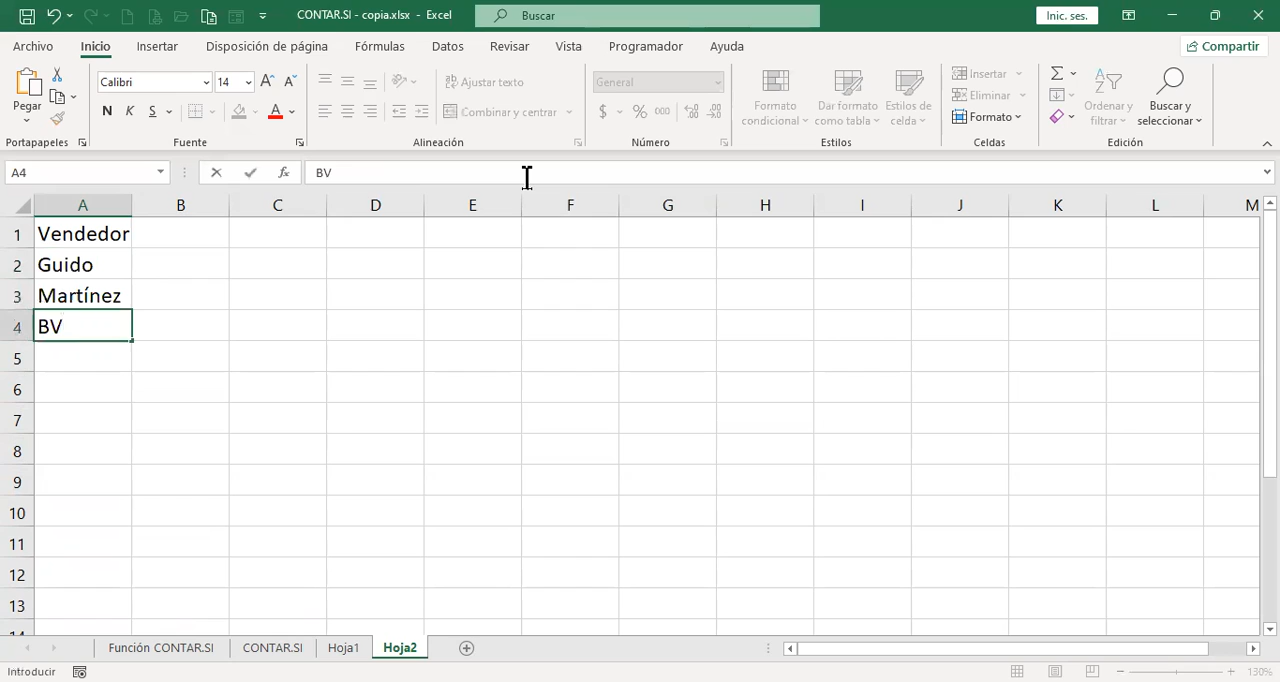 CONTAR.SI - copia.xlsx - Excel
Buscar
Inic. ses.
Archivo Inicio Insertar Disposición de página Fórmulas Datos Revisar Vista Programador Ayuda
Compartir
Pegar
Calibri 14
Ajustar texto
General
Formato condicional
Dar formato como tabla
Estilos de celda
Insertar
Eliminar
Formato
Ordenar y filtrar
Buscar y seleccionar
N K S
A
Combinar y centrar
$ % 000
Portapapeles Fuente Alineación Número Estilos Celdas Edición
A4 fx BV
A B C D E F G H I J K L M
1 Vendedor
2 Guido
3 Martínez
4 BV
5
6
7
8
9
10
11
12
13
14
Función CONTAR.SI CONTAR.SI Hoja1 Hoja2
Introducir
130%